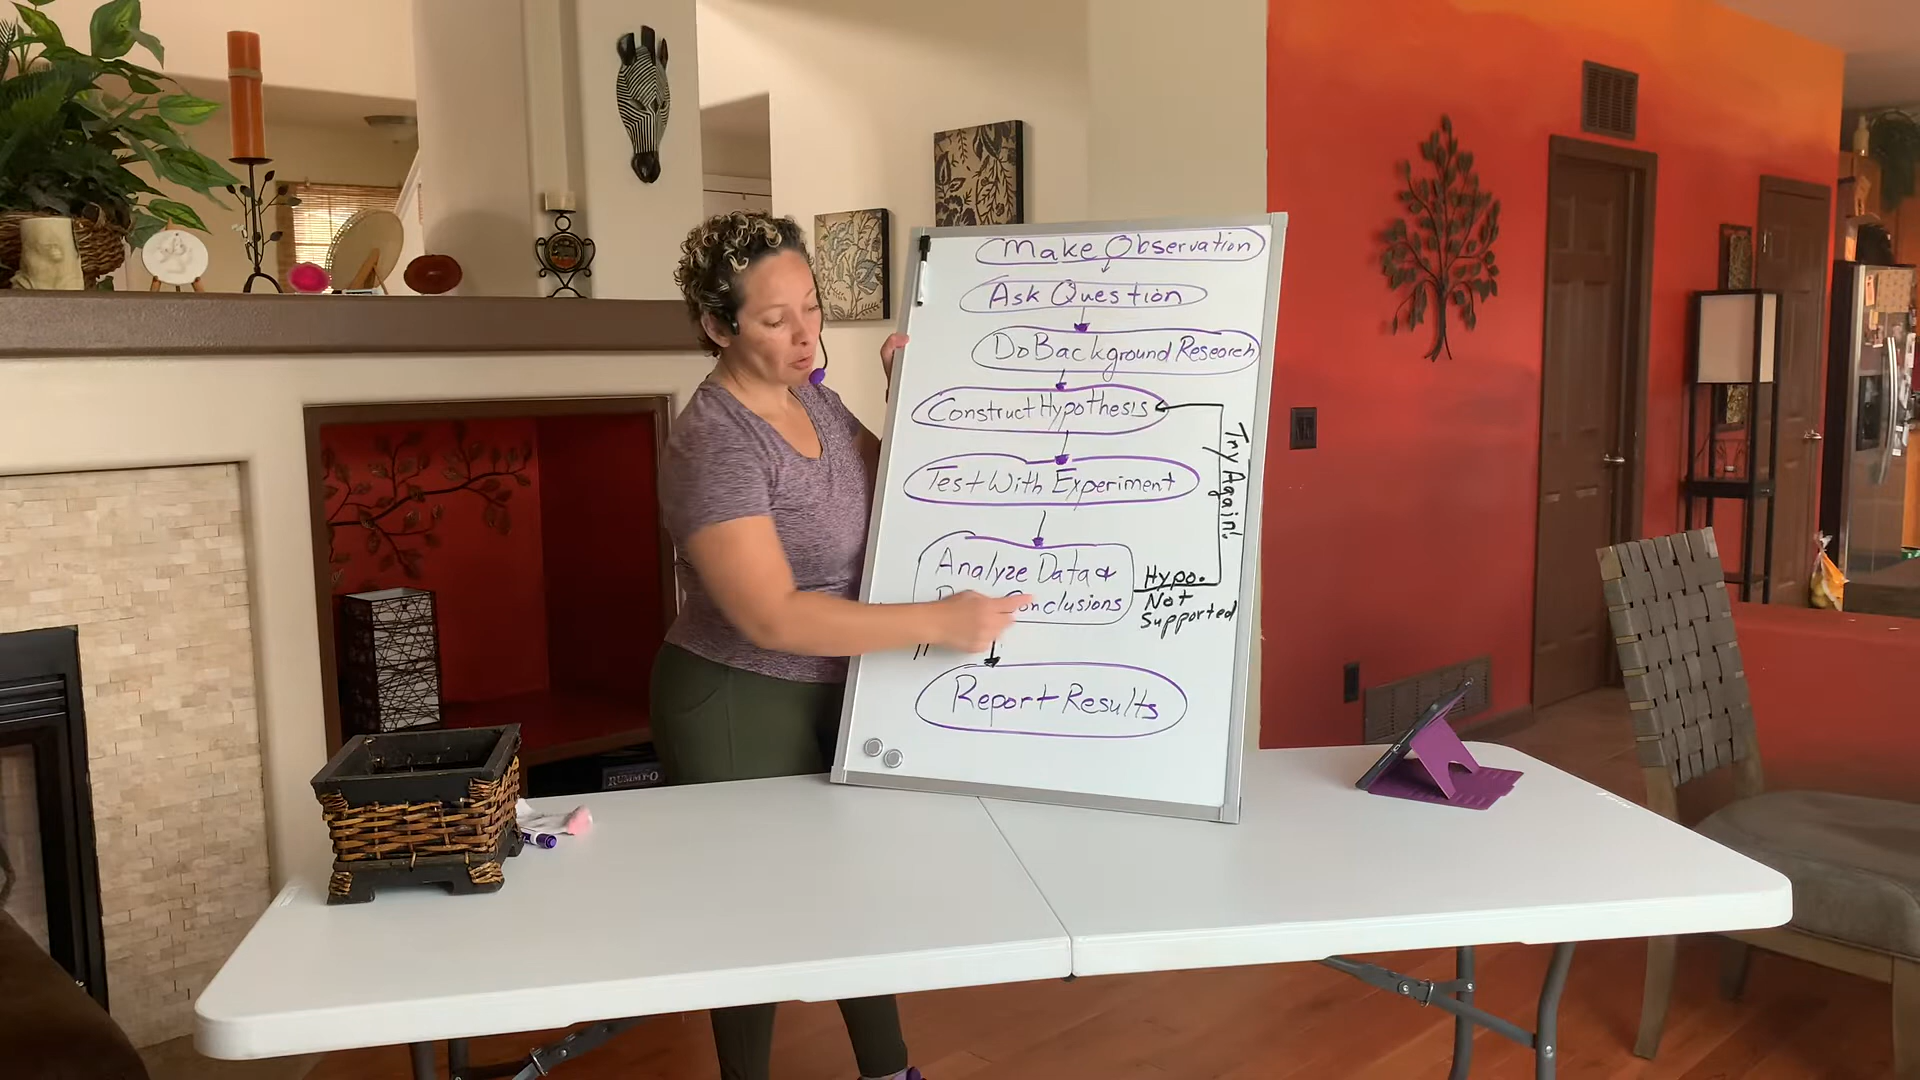 Make Observation
Ask Question
Do Background Research
Construct Hypothesis
Test With Experiment
Try Again!
Analyze Data &
Conclusions
Hypo.
Not
Supported
Report Results
RUMMY-O